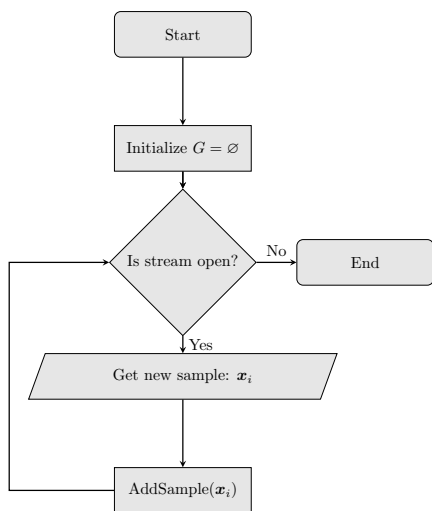 Start
Initialize G = ∅
Is stream open?
No
End
Yes
Get new sample: x_i
AddSample(x_i)